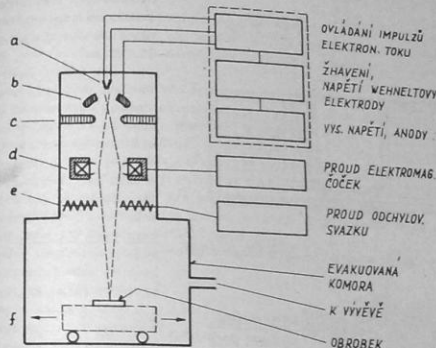 a
b
c
d
e
f
OVLÁDÁNÍ IMPULZŮ
ELEKTRON. TOKU
ŽHAVENÍ,
NAPĚTÍ WEHNELTOVY
ELEKTRODY
VYS. NAPĚTÍ, ANODY
PROUD ELEKTROMAG.
ČOČEK
PROUD ODCHYLOV.
SVAZKU
EVAKUOVANÁ
KOMORA
K VÝVĚVĚ
OBROBEK